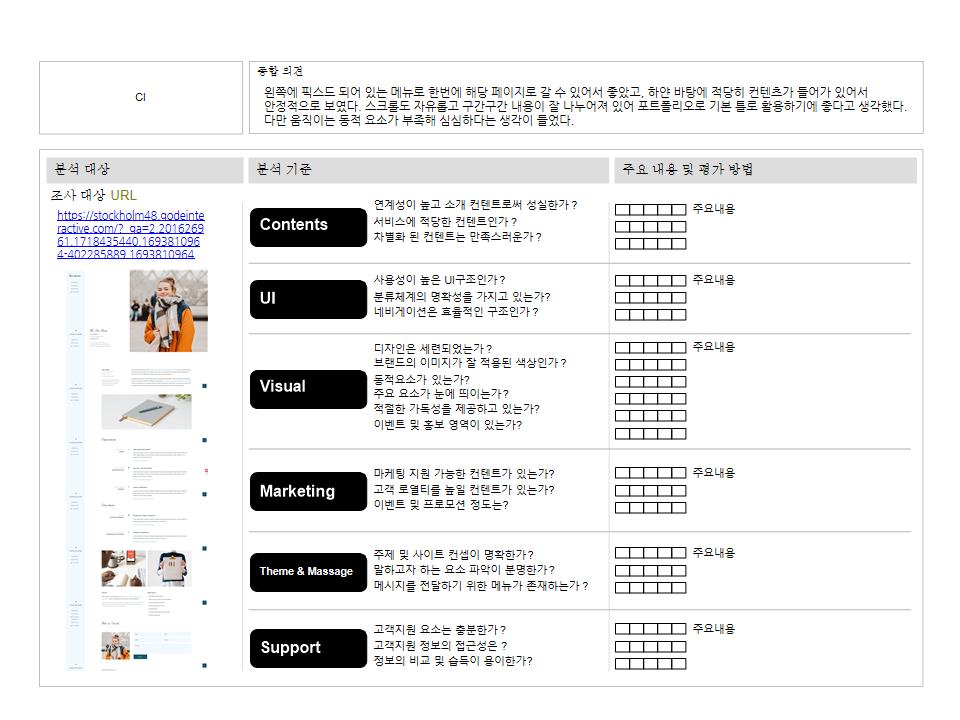 CI
종합 의견
왼쪽에 픽스드 되어 있는 메뉴로 한번에 해당 페이지로 갈 수 있어서 좋았고, 하얀 바탕에 적당히 컨텐츠가 들어가 있어서
안정적으로 보였다. 스크롤도 자유롭고 구간구간 내용이 잘 나누어져 있어 포트폴리오로 기본 틀로 활용하기에 좋다고 생각했다.
다만 움직이는 동적 요소가 부족해 심심하다는 생각이 들었다.
분석 대상
분석 기준
주요 내용 및 평가 방법
조사 대상 URL
https://stockholm48.qodeinte
ractive.com/?_ga=2.2016269
61.1718435440.169381096
4-402285889.1693810964
Contents
연계성이 높고 소개 컨텐트로써 성실한가?
서비스에 적당한 컨텐트인가?
차별화 된 컨텐트는 만족스러운가?
주요내용
UI
사용성이 높은 UI구조인가?
분류체계의 명확성을 가지고 있는가?
네비게이션은 효율적인 구조인가?
주요내용
Visual
디자인은 세련되었는가?
브랜드의 이미지가 잘 적용된 색상인가?
동적요소가 있는가?
주요 요소가 눈에 띄이는가?
적절한 가독성을 제공하고 있는가?
이벤트 및 홍보 영역이 있는가?
주요내용
Marketing
마케팅 지원 가능한 컨텐트가 있는가?
고객 로열티를 높일 컨텐트가 있는가?
이벤트 및 프로모션 정도는?
주요내용
Theme & Massage
주제 및 사이트 컨셉이 명확한가?
말하고자 하는 요소 파악이 분명한가?
메시지를 전달하기 위한 메뉴가 존재하는가?
주요내용
Support
고객지원 요소는 충분한가?
고객지원 정보의 접근성은 ?
정보의 비교 및 습득이 용이한가?
주요내용